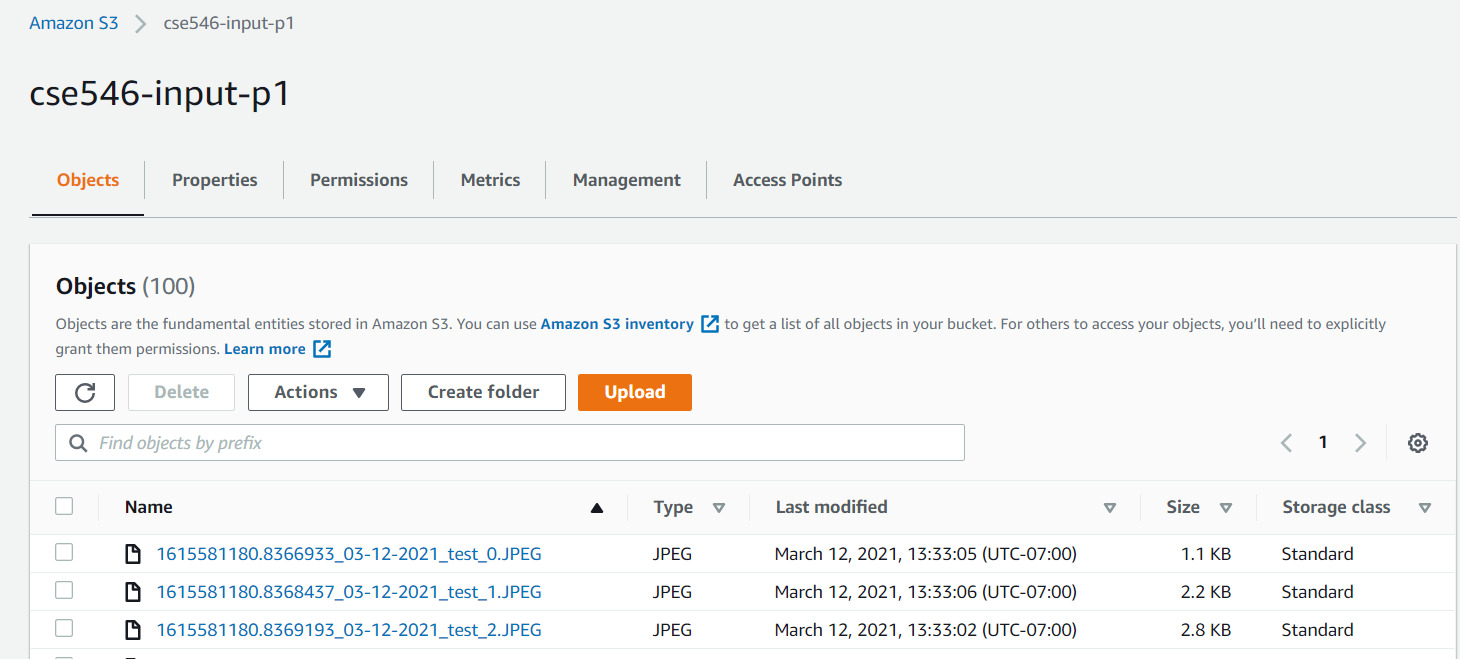 Amazon S3 > cse546-input-p1
cse546-input-p1
Objects Properties Permissions Metrics Management Access Points
Objects (100)
Objects are the fundamental entities stored in Amazon S3. You can use Amazon S3 inventory to get a list of all objects in your bucket. For others to access your objects, you’ll need to explicitly
grant them permissions. Learn more
Delete Actions Create folder Upload
Find objects by prefix 1
Name Type Last modified Size Storage class
1615581180.8366933_03-12-2021_test_0.JPEG JPEG March 12, 2021, 13:33:05 (UTC-07:00) 1.1 KB Standard
1615581180.8368437_03-12-2021_test_1.JPEG JPEG March 12, 2021, 13:33:06 (UTC-07:00) 2.2 KB Standard
1615581180.8369193_03-12-2021_test_2.JPEG JPEG March 12, 2021, 13:33:02 (UTC-07:00) 2.8 KB Standard